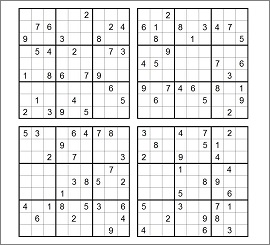 2
7 6 2 4
9 3 8
5 4 2 7 3
1 8 6 7 9
6
1 4 5
2 3 9 5
6 1 8 3 4 7
8 1 5
9
4 5 7 6
3
9 7 4 6 8 1
6 5 9
2
5 3 6 4 7 8
9
2 7 3
7
3 8 5 2
1
4 1 8 5 3 6
6 2 4
9
3 4 7 2
8 5 1
2 9 4
1 4
8 9
5 6
5 3 7 1
2 9 8
4 6 3